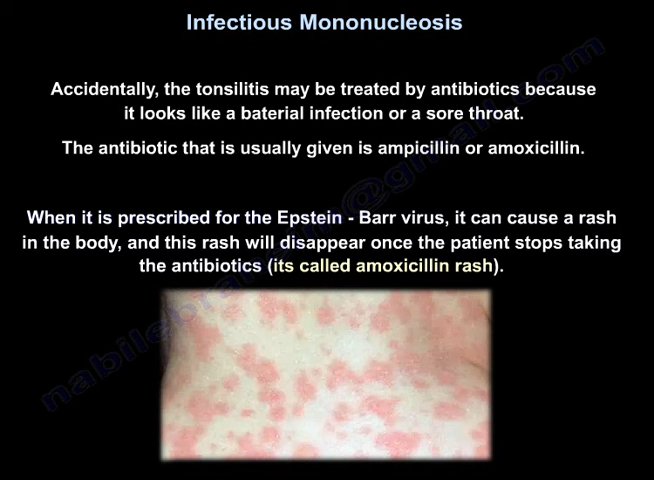 Infectious Mononucleosis
Accidentally, the tonsilitis may be treated by antibiotics because
it looks like a baterial infection or a sore throat.
The antibiotic that is usually given is ampicillin or amoxicillin.
When it is prescribed for the Epstein - Barr virus, it can cause a rash
in the body, and this rash will disappear once the patient stops taking
the antibiotics (its called amoxicillin rash).